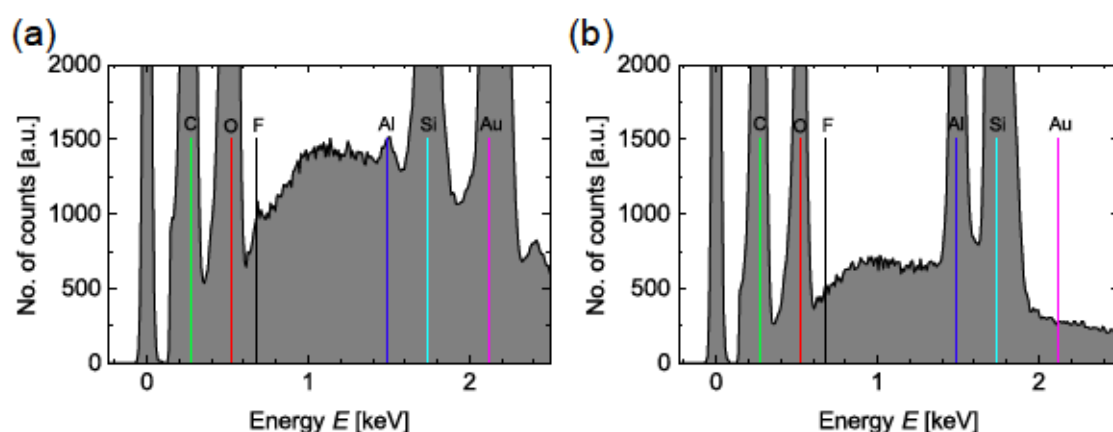 (a)
2000
1500
1000
500
0
No. of counts [a.u.]
C
O
F
Al
Si
Au
0
1
2
Energy E [keV]
(b)
2000
1500
1000
500
0
No. of counts [a.u.]
C
O
F
Al
Si
Au
0
1
2
Energy E [keV]